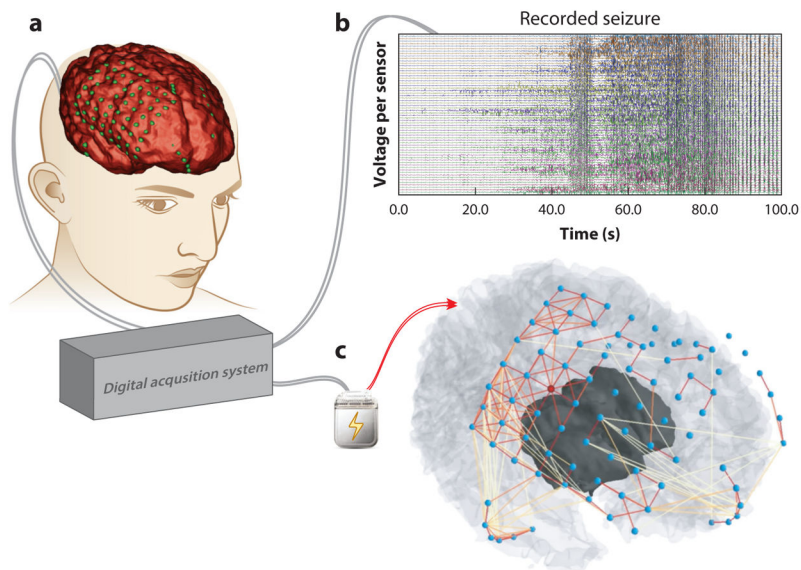 a
b
Recorded seizure
Voltage per sensor
0.0 20.0 40.0 60.0 80.0 100.0
Time (s)
Digital acqusition system
c